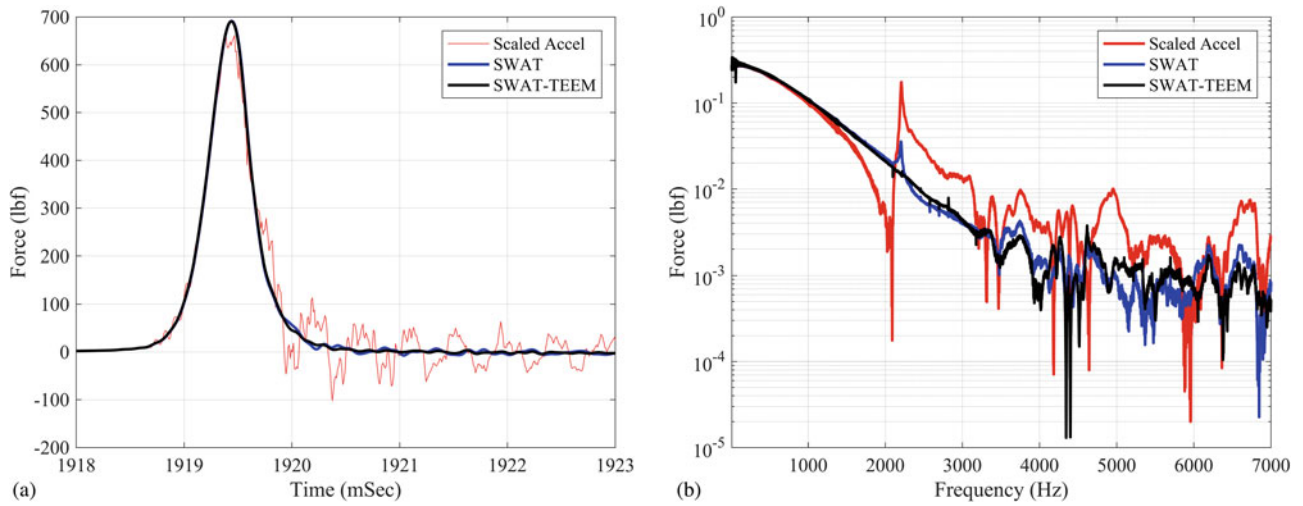 700
600
500
400
300
200
100
0
-100
-200
Force (lbf)
1918
1919
1920
1921
1922
1923
Time (mSec)
Scaled Accel
SWAT
SWAT-TEEM
(a)
10^0
10^-1
10^-2
10^-3
10^-4
10^-5
Force (lbf)
1000
2000
3000
4000
5000
6000
7000
Frequency (Hz)
Scaled Accel
SWAT
SWAT-TEEM
(b)